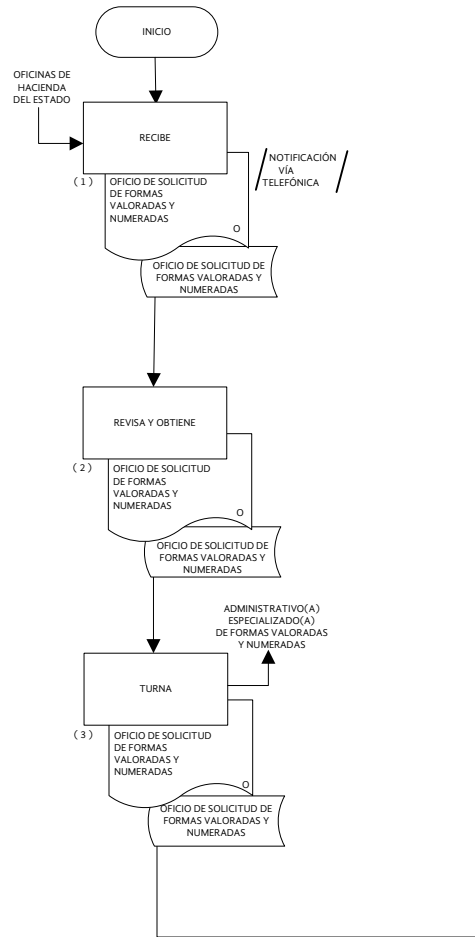 INICIO
OFICINAS DE
HACIENDA
DEL ESTADO
RECIBE
NOTIFICACIÓN
VÍA
TELEFÓNICA
( 1 )
OFICIO DE SOLICITUD
DE FORMAS
VALORADAS Y
NUMERADAS
O
OFICIO DE SOLICITUD DE
FORMAS VALORADAS Y
NUMERADAS
REVISA Y OBTIENE
( 2 )
OFICIO DE SOLICITUD
DE FORMAS
VALORADAS Y
NUMERADAS
O
OFICIO DE SOLICITUD DE
FORMAS VALORADAS Y
NUMERADAS
ADMINISTRATIVO(A)
ESPECIALIZADO(A)
DE FORMAS VALORADAS
Y NUMERADAS
TURNA
( 3 )
OFICIO DE SOLICITUD
DE FORMAS
VALORADAS Y
NUMERADAS
O
OFICIO DE SOLICITUD DE
FORMAS VALORADAS Y
NUMERADAS